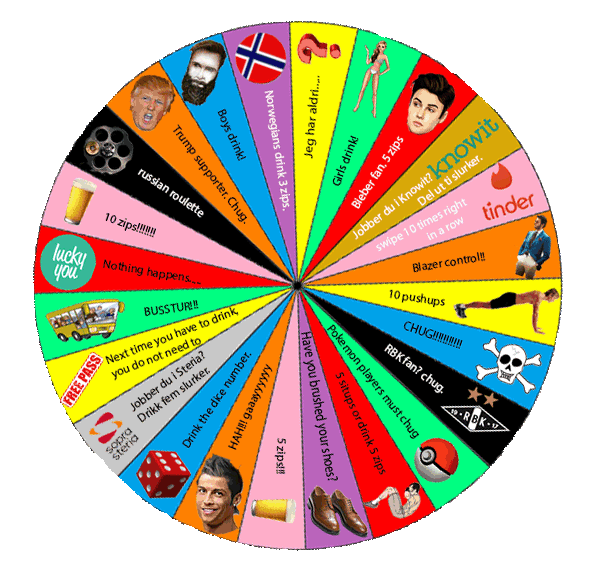 Jeg har aldri.....
Girls drink!
Bieber fan, 5 zips
Jobber du i Knowit?
Del ut ti slurker.
knowit
swipe 10 times right
in a row
tinder
Blazer control!!
10 pushups
CHUG!!!!!!!!!!
RBK fan? chug.
19 RBK 17
Pokemon players must chug
5 situps or drink 5 zips
Have you brushed your shoes?
5 zips!!!
HAH!!! gaaayyyyyy
Drink the dice number.
Jobber du i Steria?
Drikk fem slurker.
sopra
steria
Next time you have to drink,
you do not need to
FREE PASS
BUSSTUR!!!
Nothing happens.....
lucky
you
10 zips!!!!!!!
russian roulette
Trump supporter. Chug.
Boys drink!
Norwegians drink 3 zips.